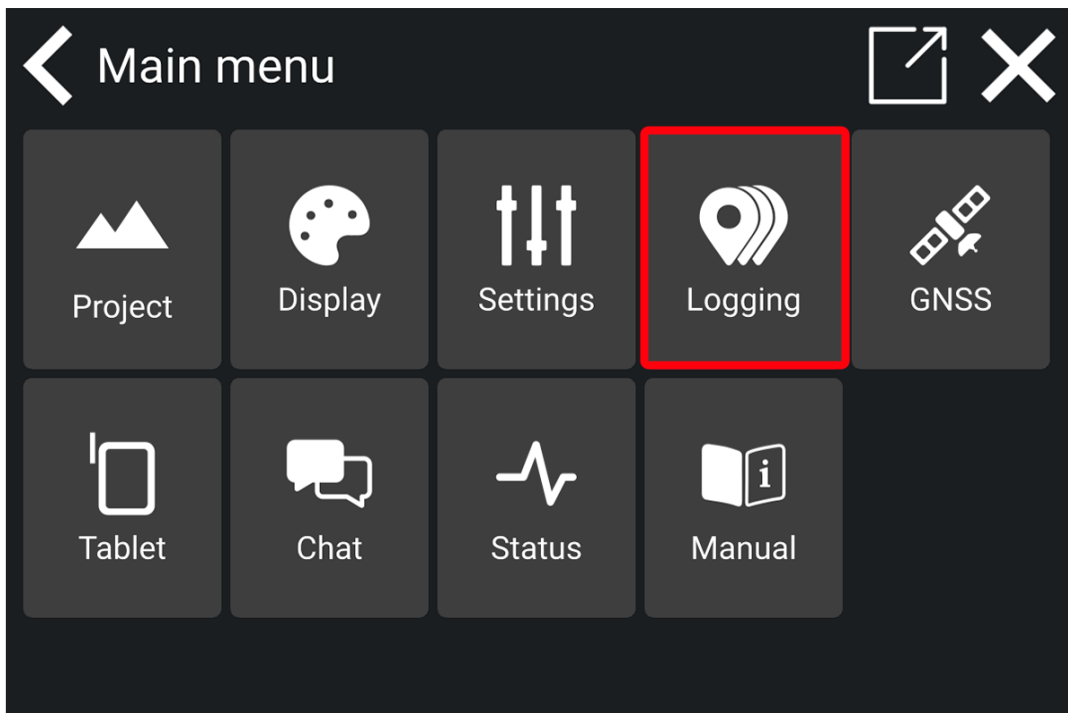 Main menu
Project
Display
Settings
Logging
GNSS
Tablet
Chat
Status
Manual